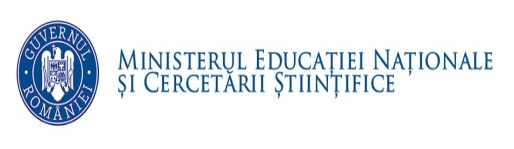 GUVERNUL
ROMÂNIEI
MINISTERUL EDUCAȚIEI NAȚIONALE
ȘI CERCETĂRII ȘTIINȚIFICE